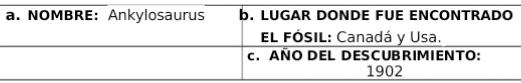 a. NOMBRE: Ankylosaurus
b. LUGAR DONDE FUE ENCONTRADO
EL FÓSIL: Canadá y Usa.
c. AÑO DEL DESCUBRIMIENTO:
1902